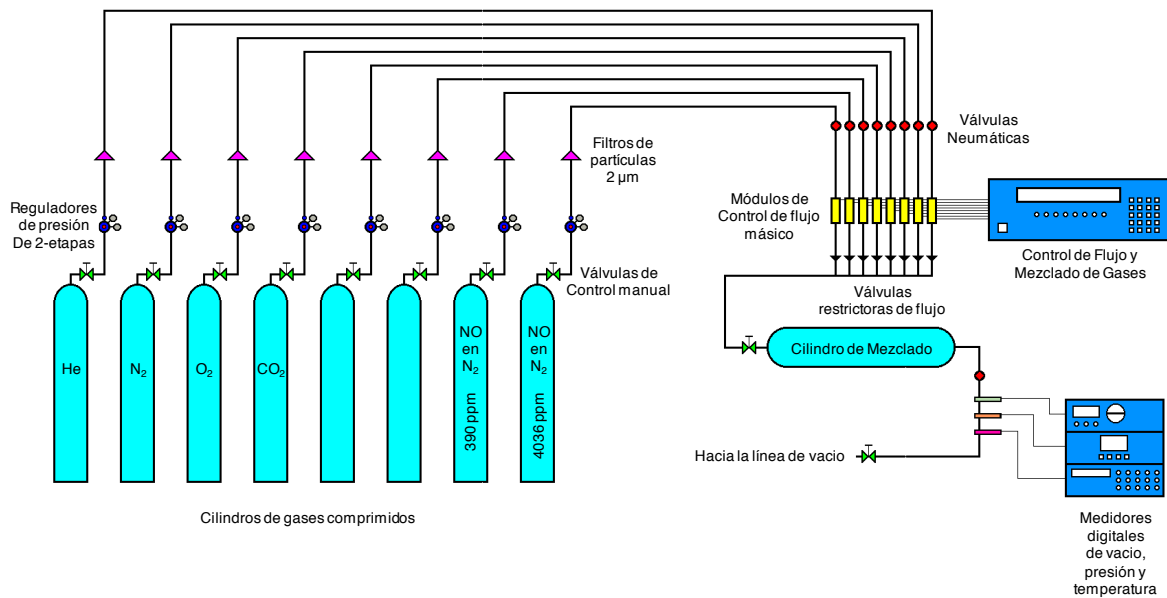 Válvulas
Neumáticas
Filtros de
partículas
2 µm
Reguladores
de presión
De 2-etapas
Módulos de
Control de flujo
másico
Control de Flujo y
Mezclado de Gases
Válvulas de
Control manual
Válvulas
restrictoras de flujo
He
N₂
O₂
CO₂
NO
en
N₂
390 ppm
NO
en
N₂
4036 ppm
Cilindro de Mezclado
Hacia la línea de vacio
Cilindros de gases comprimidos
Medidores
digitales
de vacio,
presión y
temperatura